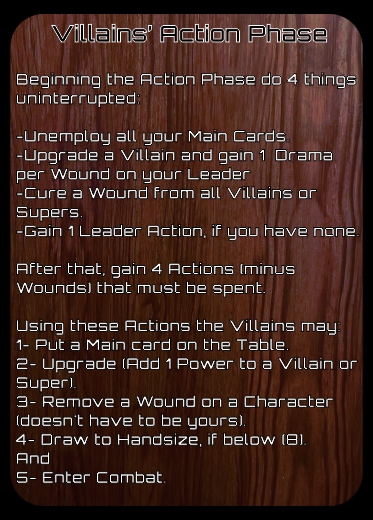 Villains' Action Phase
Beginning the Action Phase do 4 things
uninterrupted:
-Unemploy all your Main Cards
-Upgrade a Villain and gain 1 Drama
per Wound on your Leader
-Cure a Wound from all Villains or
Supers.
-Gain 1 Leader Action, if you have none.
After that, gain 4 Actions (minus
Wounds) that must be spent.
Using these Actions the Villains may:
1- Put a Main card on the Table.
2- Upgrade (Add 1 Power to a Villain or
Super).
3- Remove a Wound on a Character
(doesn't have to be yours).
4- Draw to Handsize, if below (8).
And
5- Enter Combat.